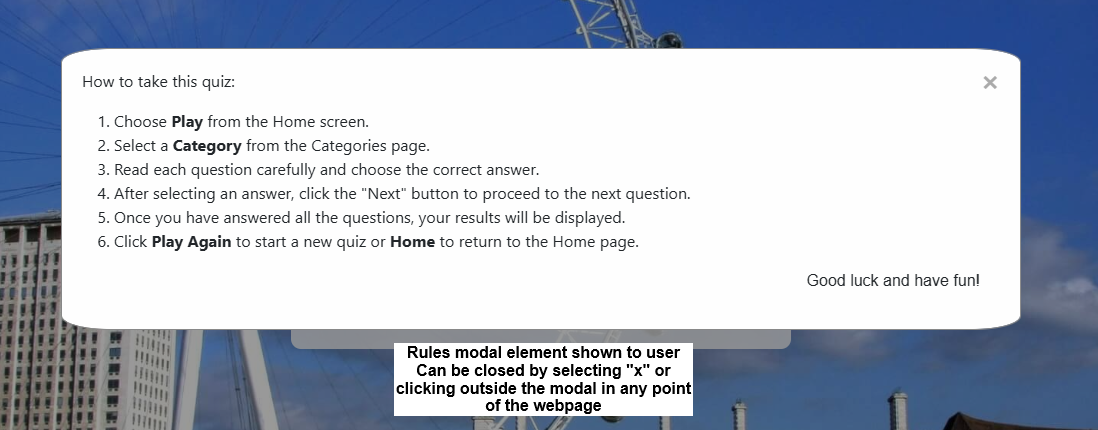 How to take this quiz:
×
1. Choose Play from the Home screen.
2. Select a Category from the Categories page.
3. Read each question carefully and choose the correct answer.
4. After selecting an answer, click the "Next" button to proceed to the next question.
5. Once you have answered all the questions, your results will be displayed.
6. Click Play Again to start a new quiz or Home to return to the Home page.
Good luck and have fun!
Rules modal element shown to user
Can be closed by selecting "x" or
clicking outside the modal in any point
of the webpage